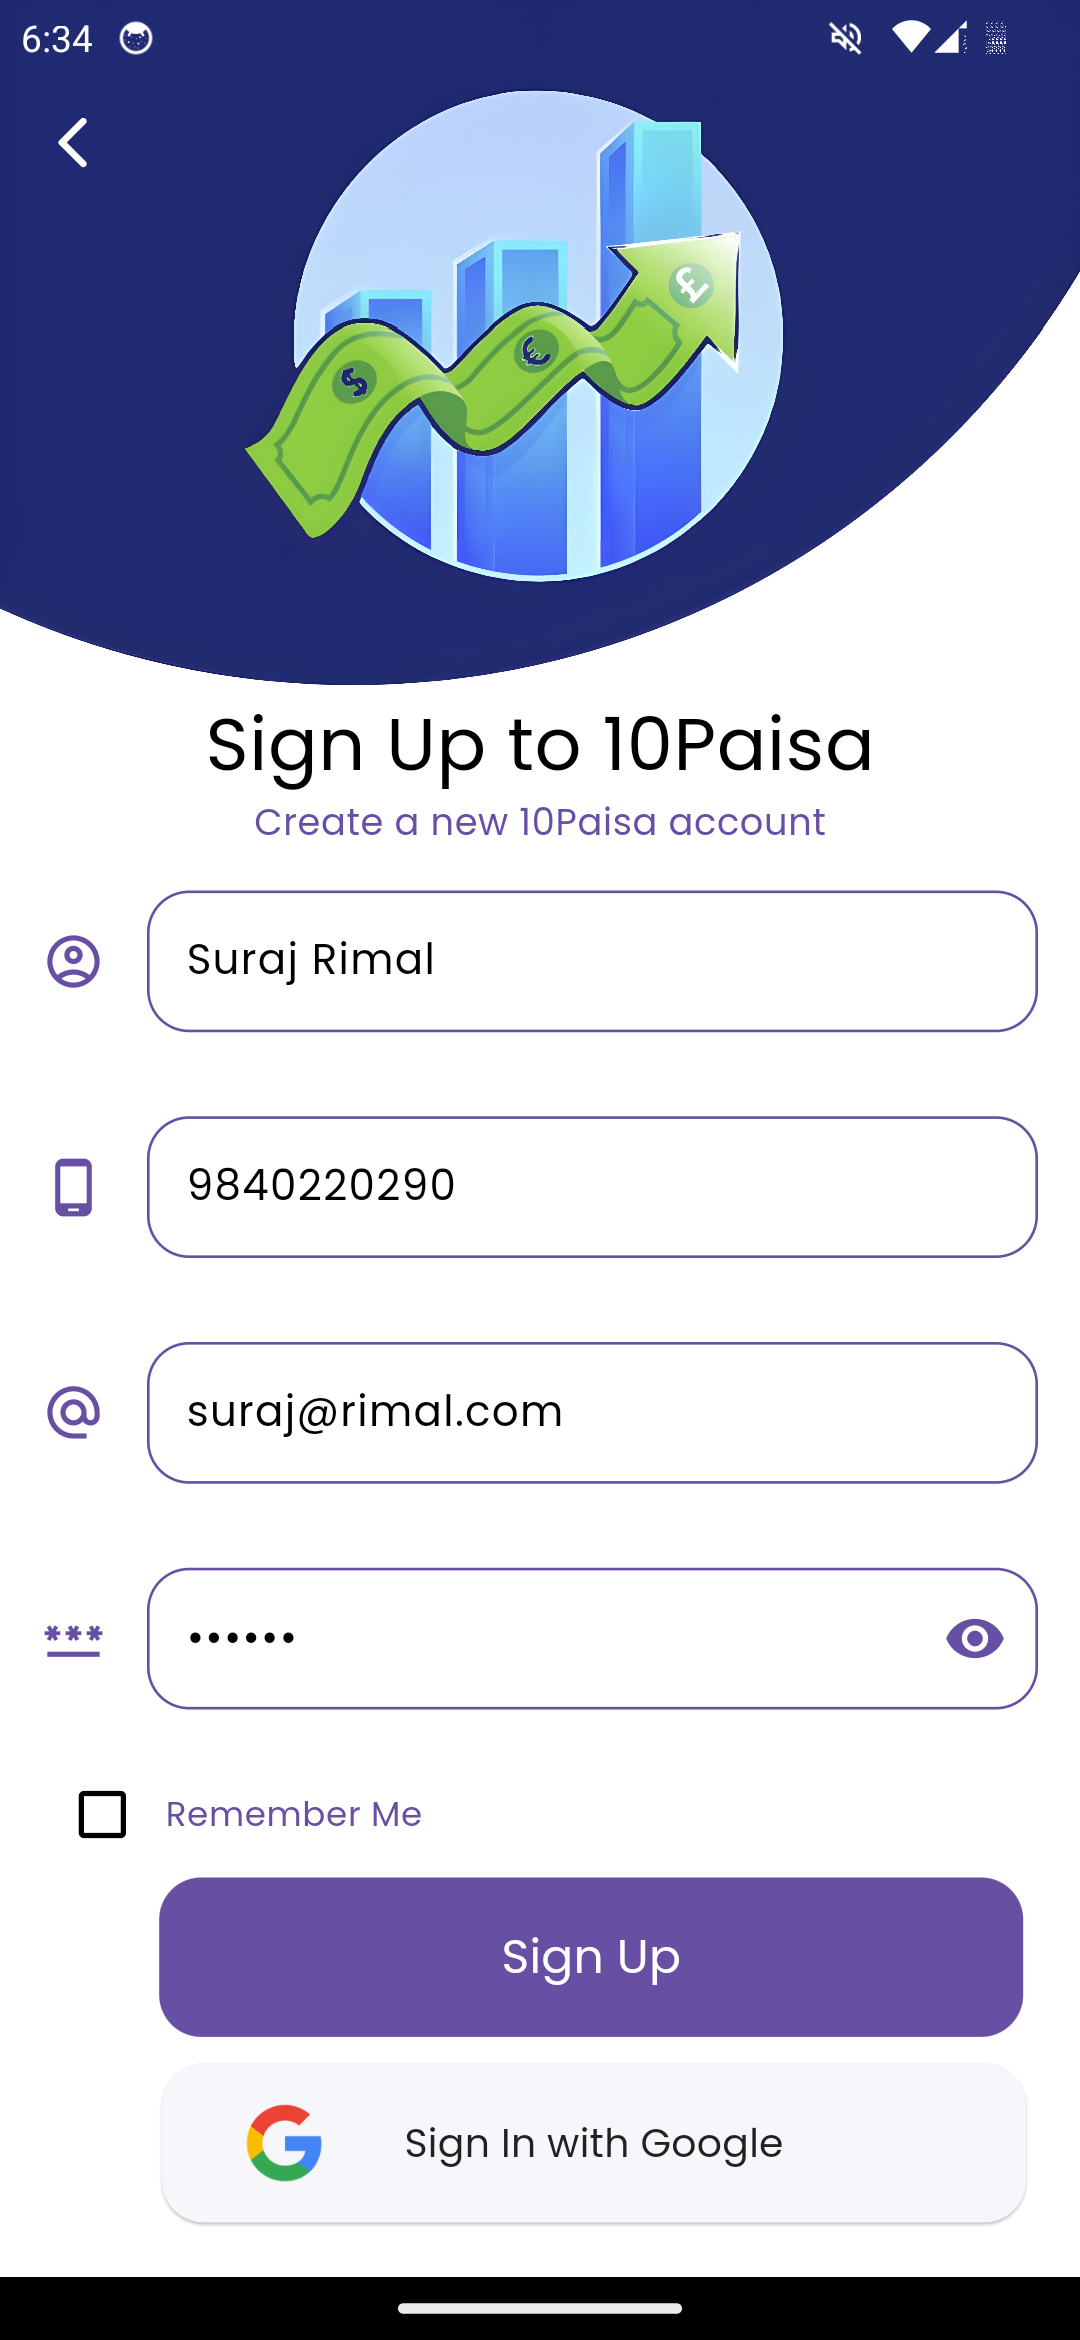 6:34
$
€
£
Sign Up to 10Paisa
Create a new 10Paisa account
Suraj Rimal
9840220290
suraj@rimal.com
••••••
Remember Me
Sign Up
Sign In with Google